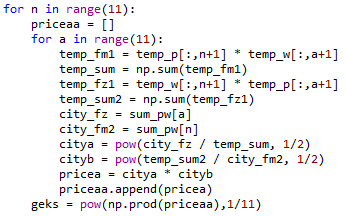 for n in range(11):
    priceaa = []
    for a in range(11):
        temp_fm1 = temp_p[:,n+1] * temp_w[:,a+1]
        temp_sum = np.sum(temp_fm1)
        temp_fz1 = temp_w[:,n+1] * temp_p[:,a+1]
        temp_sum2 = np.sum(temp_fz1)
        city_fz = sum_pw[a]
        city_fm2 = sum_pw[n]
        citya = pow(city_fz / temp_sum, 1/2)
        cityb = pow(temp_sum2 / city_fm2, 1/2)
        pricea = citya * cityb
        priceaa.append(pricea)
    geks = pow(np.prod(priceaa),1/11)